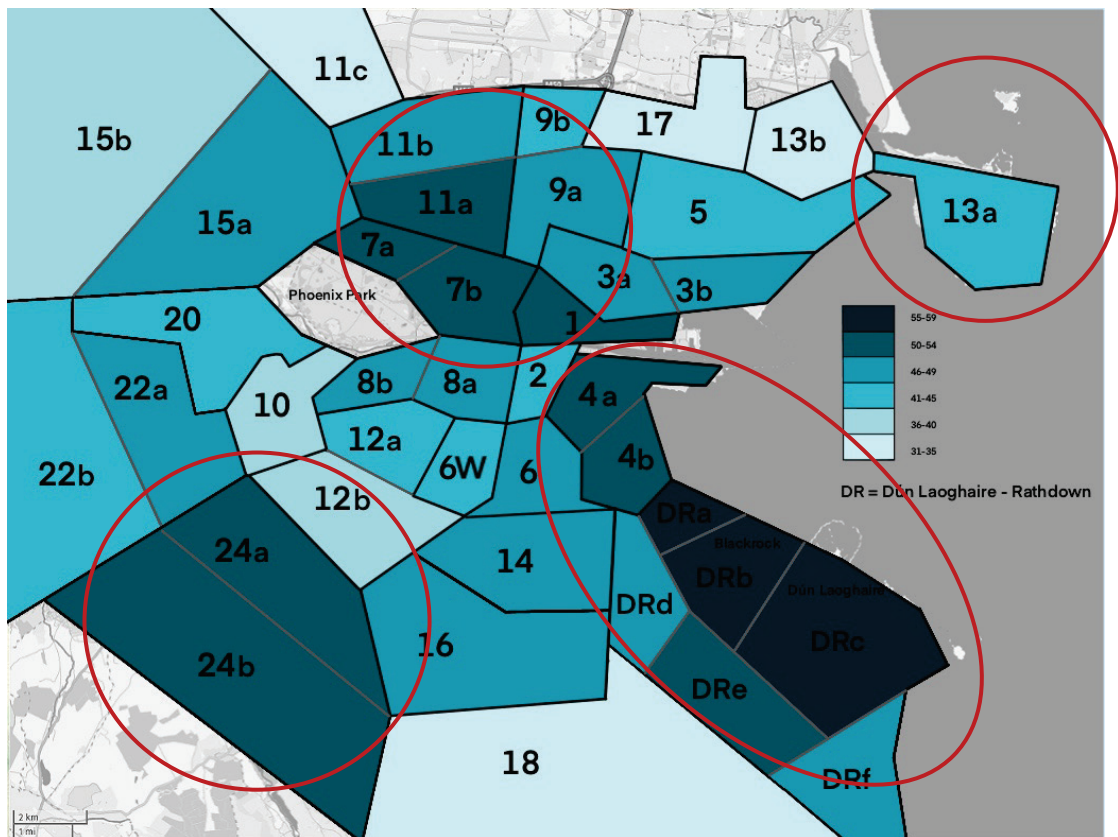 11c
9b
17
13b
15b
11b
9a
11a
5
13a
15a
7a
7b
3a
3b
Phoenix Park
20
1
55-59
50-54
46-49
41-45
36-40
31-35
2
8b
8a
22a
10
4a
12a
6W
6
4b
22b
12b
DR = Dún Laoghaire - Rathdown
DRa
Blackrock
24a
14
DRb
Dún Laoghaire
DRd
16
DRc
24b
DRe
18
DRf
2 km
1 mi